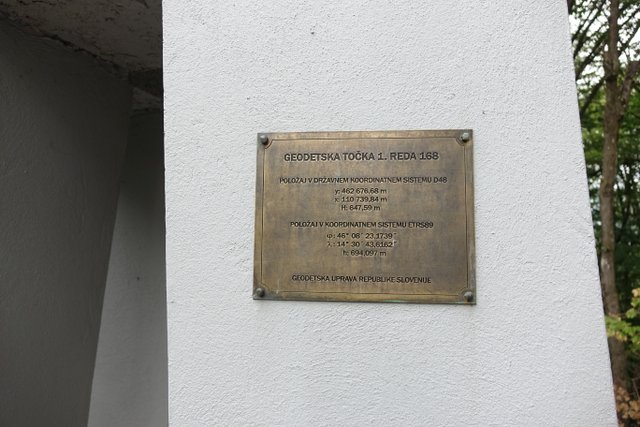 GEODETSKA TOČKA 1. REDA 168
POLOŽAJ V DRŽAVNEM KOORDINATNEM SISTEMU D48
y: 462 676,68 m
x: 110 739,84 m
H: 647,59 m
POLOŽAJ V KOORDINATNEM SISTEMU ETRS89
φ: 46° 08' 23,1739"
λ: 14° 30' 43,6162"
h: 694,097 m
GEODETSKA UPRAVA REPUBLIKE SLOVENIJE